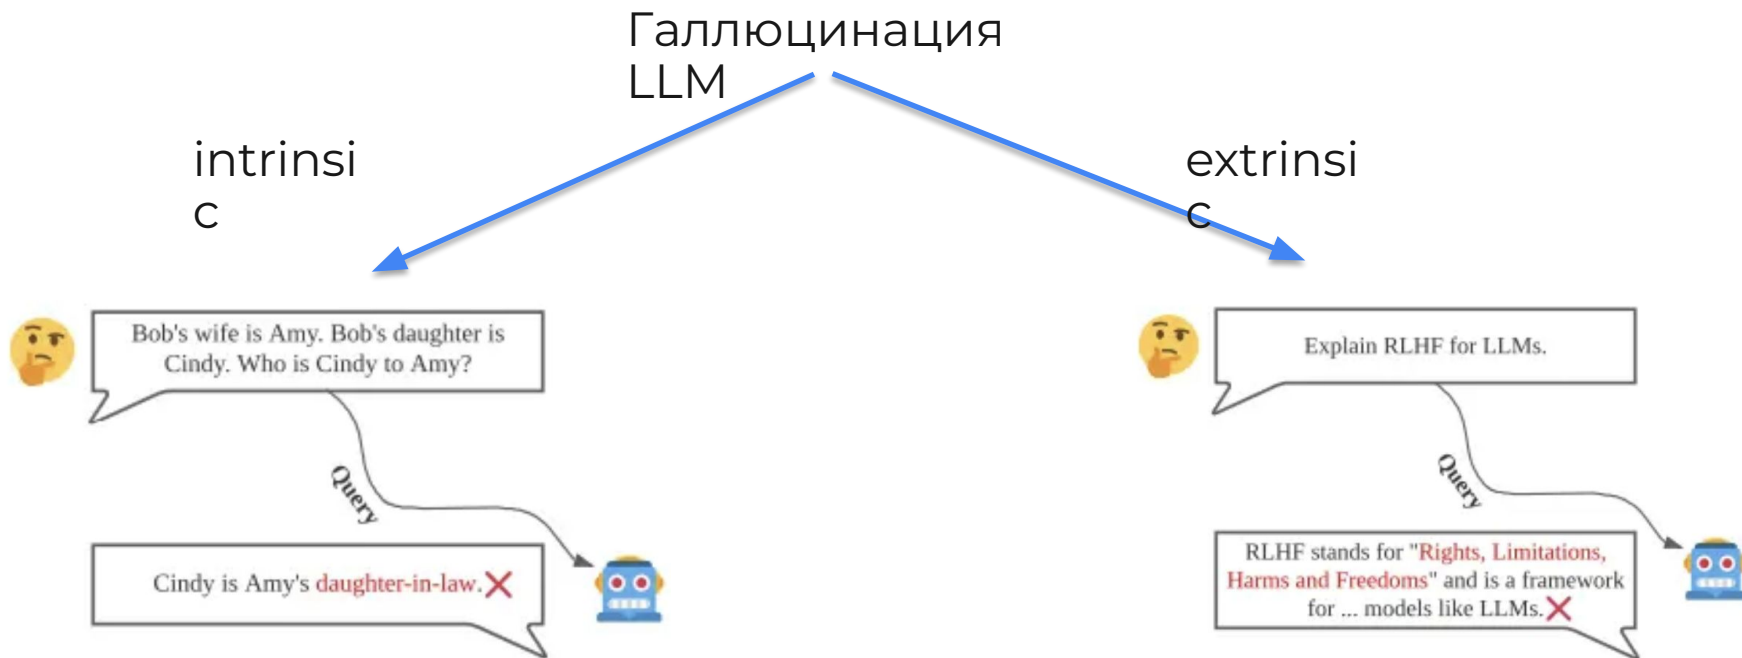 Галлюцинация
LLM
intrinsi
c
extrinsi
c
Bob's wife is Amy. Bob's daughter is
Cindy. Who is Cindy to Amy?
Query
Cindy is Amy's daughter-in-law.
Explain RLHF for LLMs.
Query
RLHF stands for "Rights, Limitations,
Harms and Freedoms" and is a framework
for ... models like LLMs.